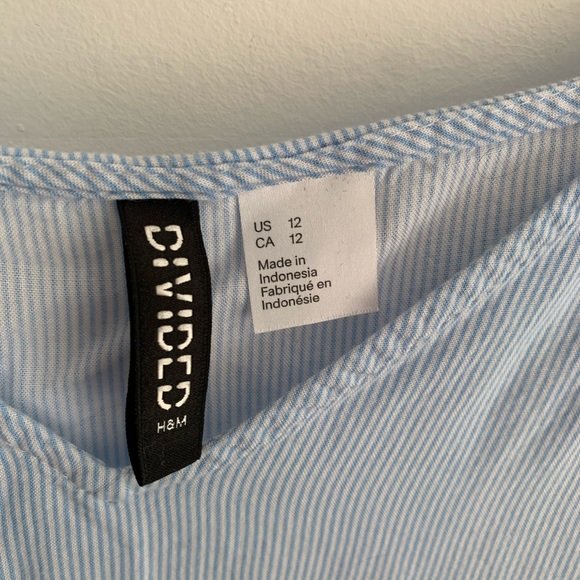 DIVIDED
H&M
US 12
CA 12
Made in
Indonesia
Fabriqué en
Indonésie